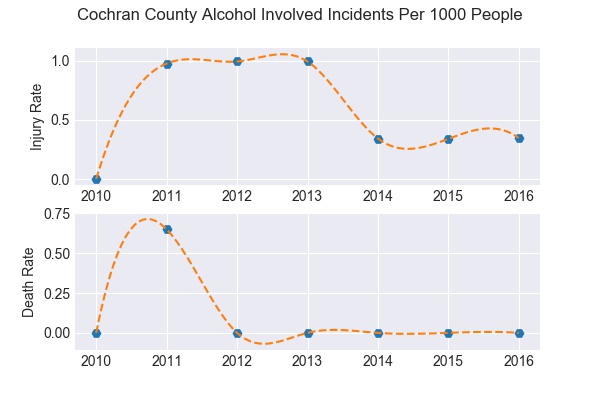 Cochran County Alcohol Involved Incidents Per 1000 People
Injury Rate
1.0
0.5
0.0
2010 2011 2012 2013 2014 2015 2016
Death Rate
0.75
0.50
0.25
0.00
2010 2011 2012 2013 2014 2015 2016